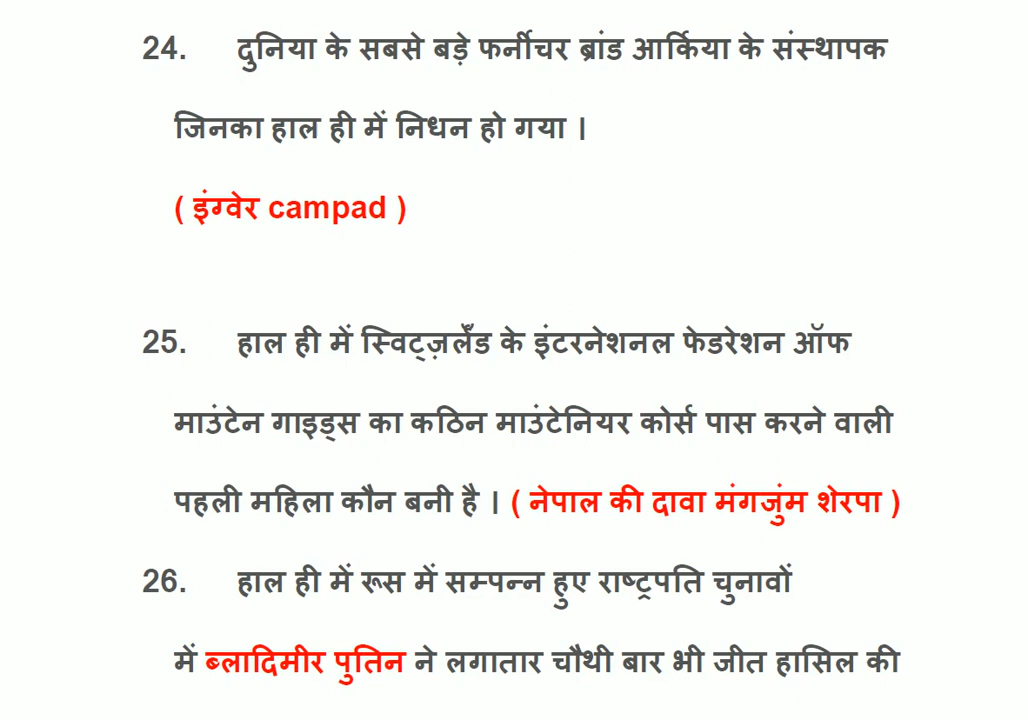 24. दुनिया के सबसे बड़े फर्नीचर ब्रांड आर्किया के संस्थापक
जिनका हाल ही में निधन हो गया ।
( इंग्वेर campad )
25. हाल ही में स्विट्ज़र्लेंड के इंटरनेशनल फेडरेशन ऑफ
माउंटेन गाइड्स का कठिन माउंटेनियर कोर्स पास करने वाली
पहली महिला कौन बनी है । ( नेपाल की दावा मंगजुंम शेरपा )
26. हाल ही में रूस में सम्पन्न हुए राष्ट्रपति चुनावों
में ब्लादिमीर पुतिन ने लगातार चौथी बार भी जीत हासिल की